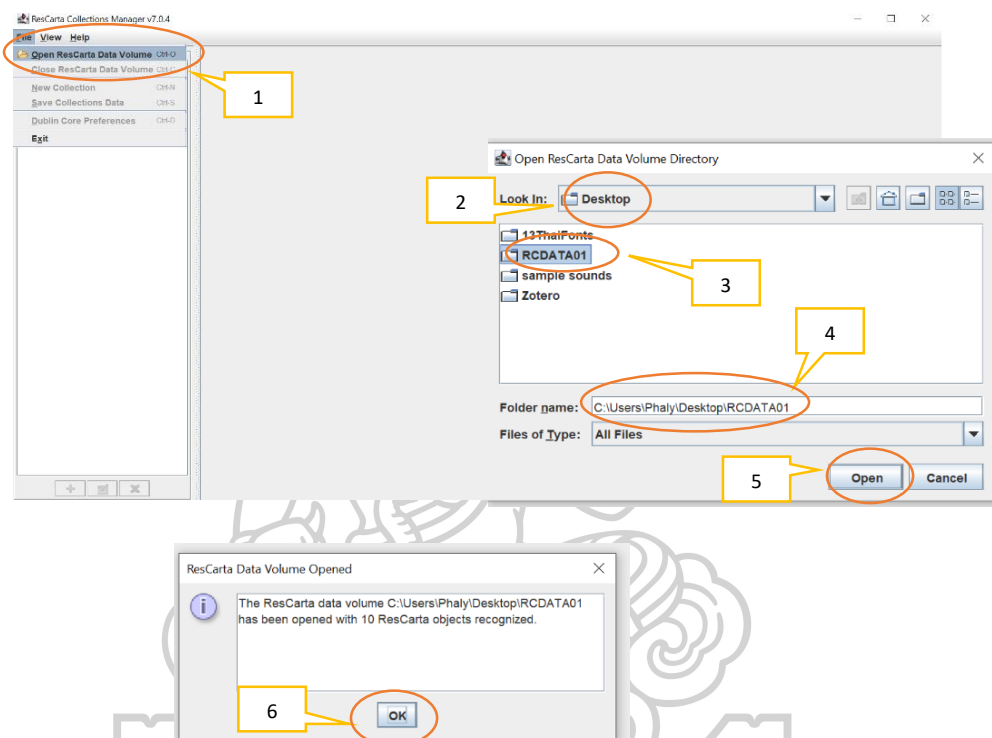 ResCarta Collections Manager v7.0.4
File View Help
Open ResCarta Data Volume Ctrl-O
Close ResCarta Data Volume
New Collection Ctrl-N
Save Collections Data Ctrl-S
Dublin Core Preferences Ctrl-D
Exit
1
Open ResCarta Data Volume Directory
2
Look In: Desktop
13ThaiFonts
RCDATA01
sample sounds
Zotero
3
4
Folder name: C:\Users\Phaly\Desktop\RCDATA01
Files of Type: All Files
5
Open Cancel
ResCarta Data Volume Opened
The ResCarta data volume C:\Users\Phaly\Desktop\RCDATA01
has been opened with 10 ResCarta objects recognized.
6
OK